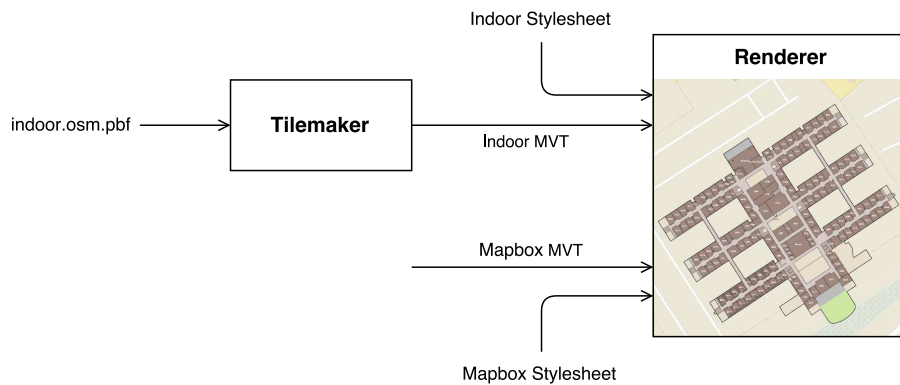 Indoor Stylesheet
Renderer
indoor.osm.pbf
Tilemaker
Indoor MVT
Mapbox MVT
Mapbox Stylesheet